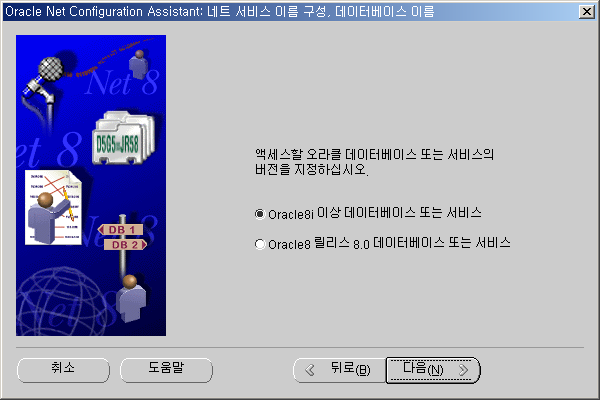 Oracle Net Configuration Assistant: 네트 서비스 이름 구성, 데이터베이스 이름
Net 8
D5G5 JR58
et 8
DB 1
DB 2
Net 8
Net 8
액세스할 오라클 데이터베이스 또는 서비스의
버전을 지정하십시오.
Oracle8i 이상 데이터베이스 또는 서비스
Oracle8 릴리스 8.0 데이터베이스 또는 서비스
취소
도움말
뒤로(B)
다음(N)